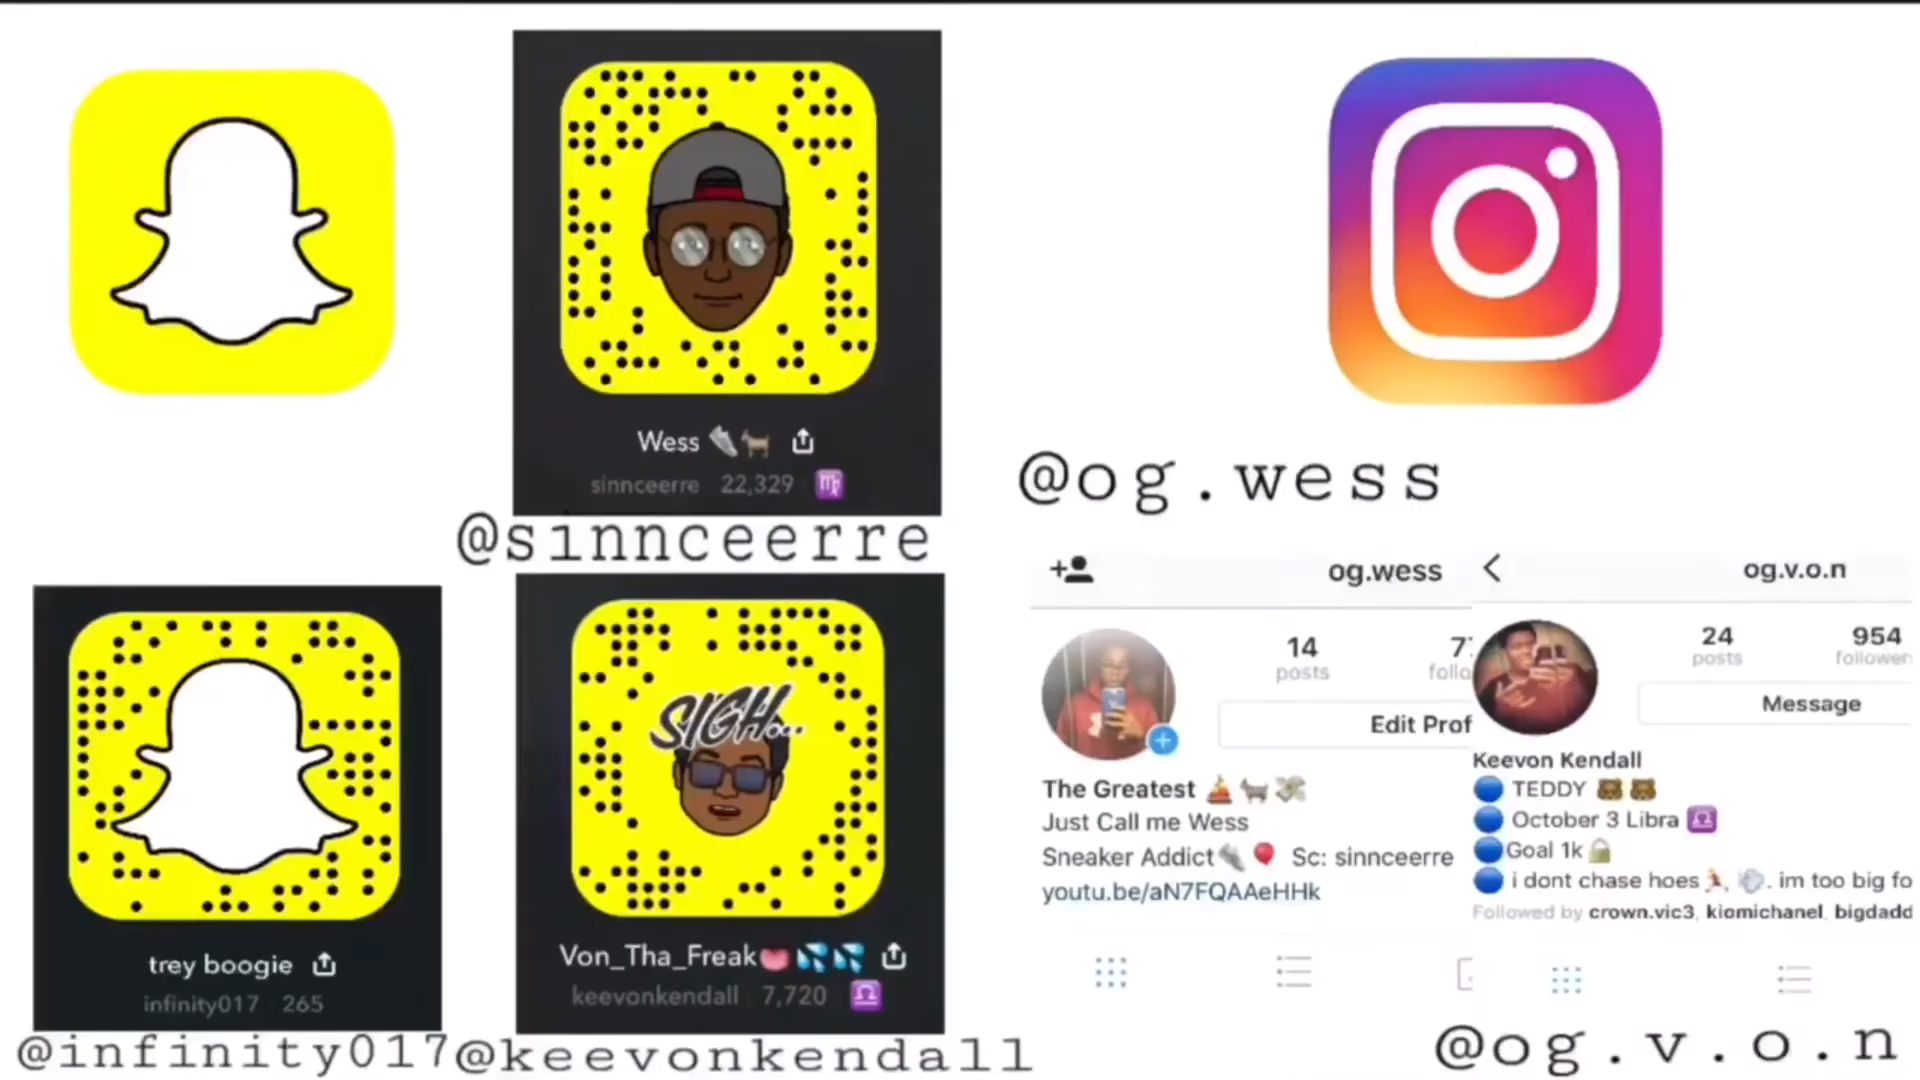 Wess
sinnceerre 22,329
@sinnceerre
trey boogie
infinity017 265
@infinity017
SIGH...
Von_Tha_Freak
keevonkendall 7,720
@keevonkendall
@og.wess
og.wess
14
posts
Edit Prof
The Greatest
Just Call me Wess
Sneaker Addict Sc: sinnceerre
youtu.be/aN7FQAAeHHk
og.v.o.n
24 954
posts follower
Message
Keevon Kendall
TEDDY
October 3 Libra
Goal 1k
i dont chase hoes . im too big fo
Followed by crown.vic3, kiomichanel, bigdadd
@og.v.o.n